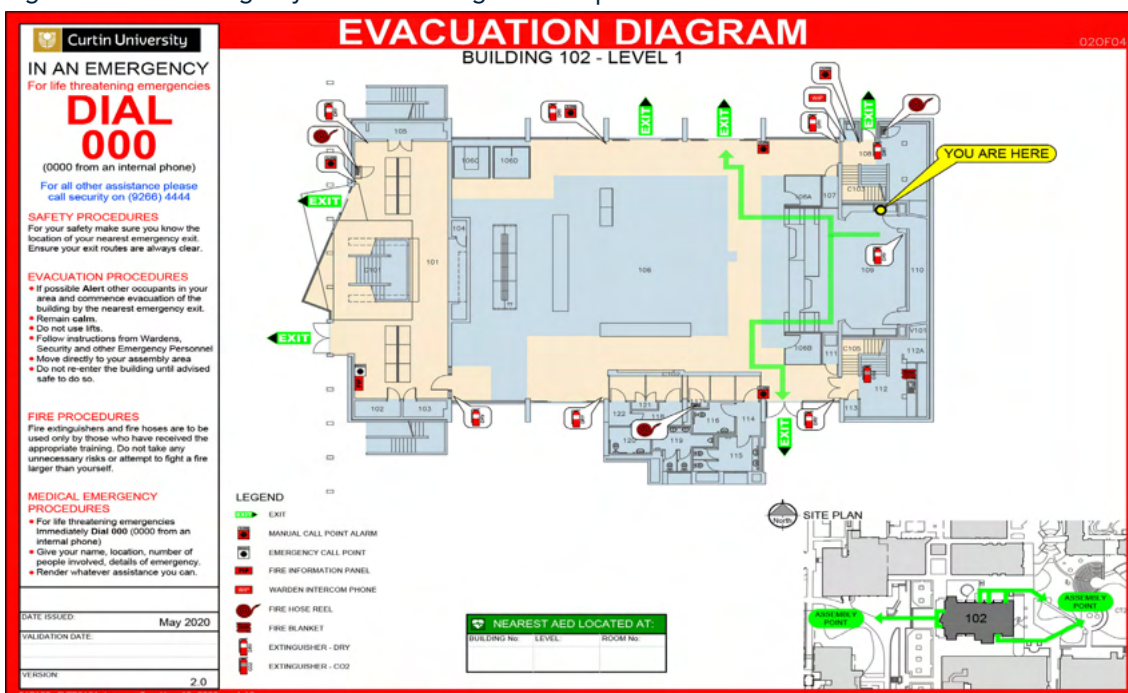 EVACUATION DIAGRAM
BUILDING 102 - LEVEL 1
020F04
Curtin University
IN AN EMERGENCY
For life threatening emergencies
DIAL
000
(0000 from an internal phone)
For all other assistance please
call security on (9266) 4444
SAFETY PROCEDURES
For your safety make sure you know the
location of your nearest emergency exit.
Ensure your exit routes are always clear.
EVACUATION PROCEDURES
If possible Alert other occupants in your
area and commence evacuation of the
building by the nearest emergency exit.
Remain calm.
Do not use lifts.
Follow instructions from Wardens,
Security and other Emergency Personnel
Move directly to your assembly area
Do not re-enter the building until advised
safe to do so.
FIRE PROCEDURES
Fire extinguishers and fire hoses are to be
used only by those who have received the
appropriate training. Do not take any
unnecessary risks or attempt to fight a fire
larger than yourself.
MEDICAL EMERGENCY
PROCEDURES
For life threatening emergencies
Immediately Dial 000 (0000 from an
internal phone)
Give your name, location, number of
people involved, details of emergency.
Render whatever assistance you can.
DATE ISSUED:
May 2020
VALIDATION DATE:
VERSION:
2.0
EXIT
EXIT
EXIT
EXIT
EXIT
EXIT
YOU ARE HERE
WIP
105
106C
106D
106A
107
108
C103
104
C101
101
106
109
110
V101
106B
111
C105
112A
112
113
102
103
121
122
118
120
119
116
114
115
LEGEND
EXIT
MANUAL CALL POINT ALARM
EMERGENCY CALL POINT
FIP
FIRE INFORMATION PANEL
WIP
WARDEN INTERCOM PHONE
FIRE HOSE REEL
FIRE BLANKET
EXTINGUISHER - DRY
EXTINGUISHER - CO2
NEAREST AED LOCATED AT:
BUILDING No: LEVEL: ROOM No:
North
SITE PLAN
ASSEMBLY
POINT
102
ASSEMBLY
POINT